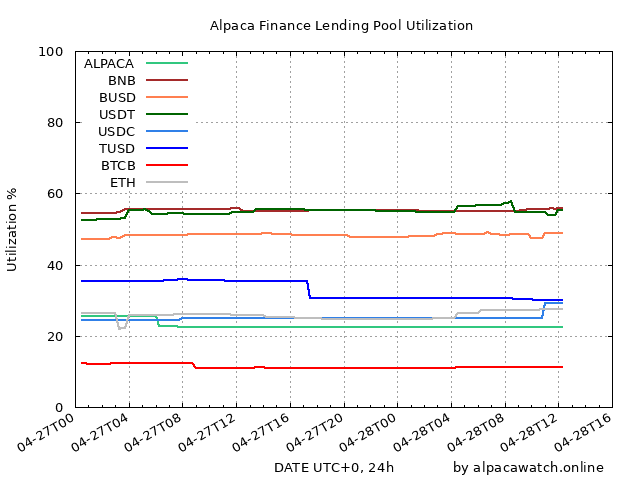 Alpaca Finance Lending Pool Utilization
100
80
60
40
20
0
Utilization %
ALPACA
BNB
BUSD
USDT
USDC
TUSD
BTCB
ETH
04-27T00
04-27T04
04-27T08
04-27T12
04-27T16
04-27T20
04-28T00
04-28T04
04-28T08
04-28T12
04-28T16
DATE UTC+0, 24h
by alpacawatch.online